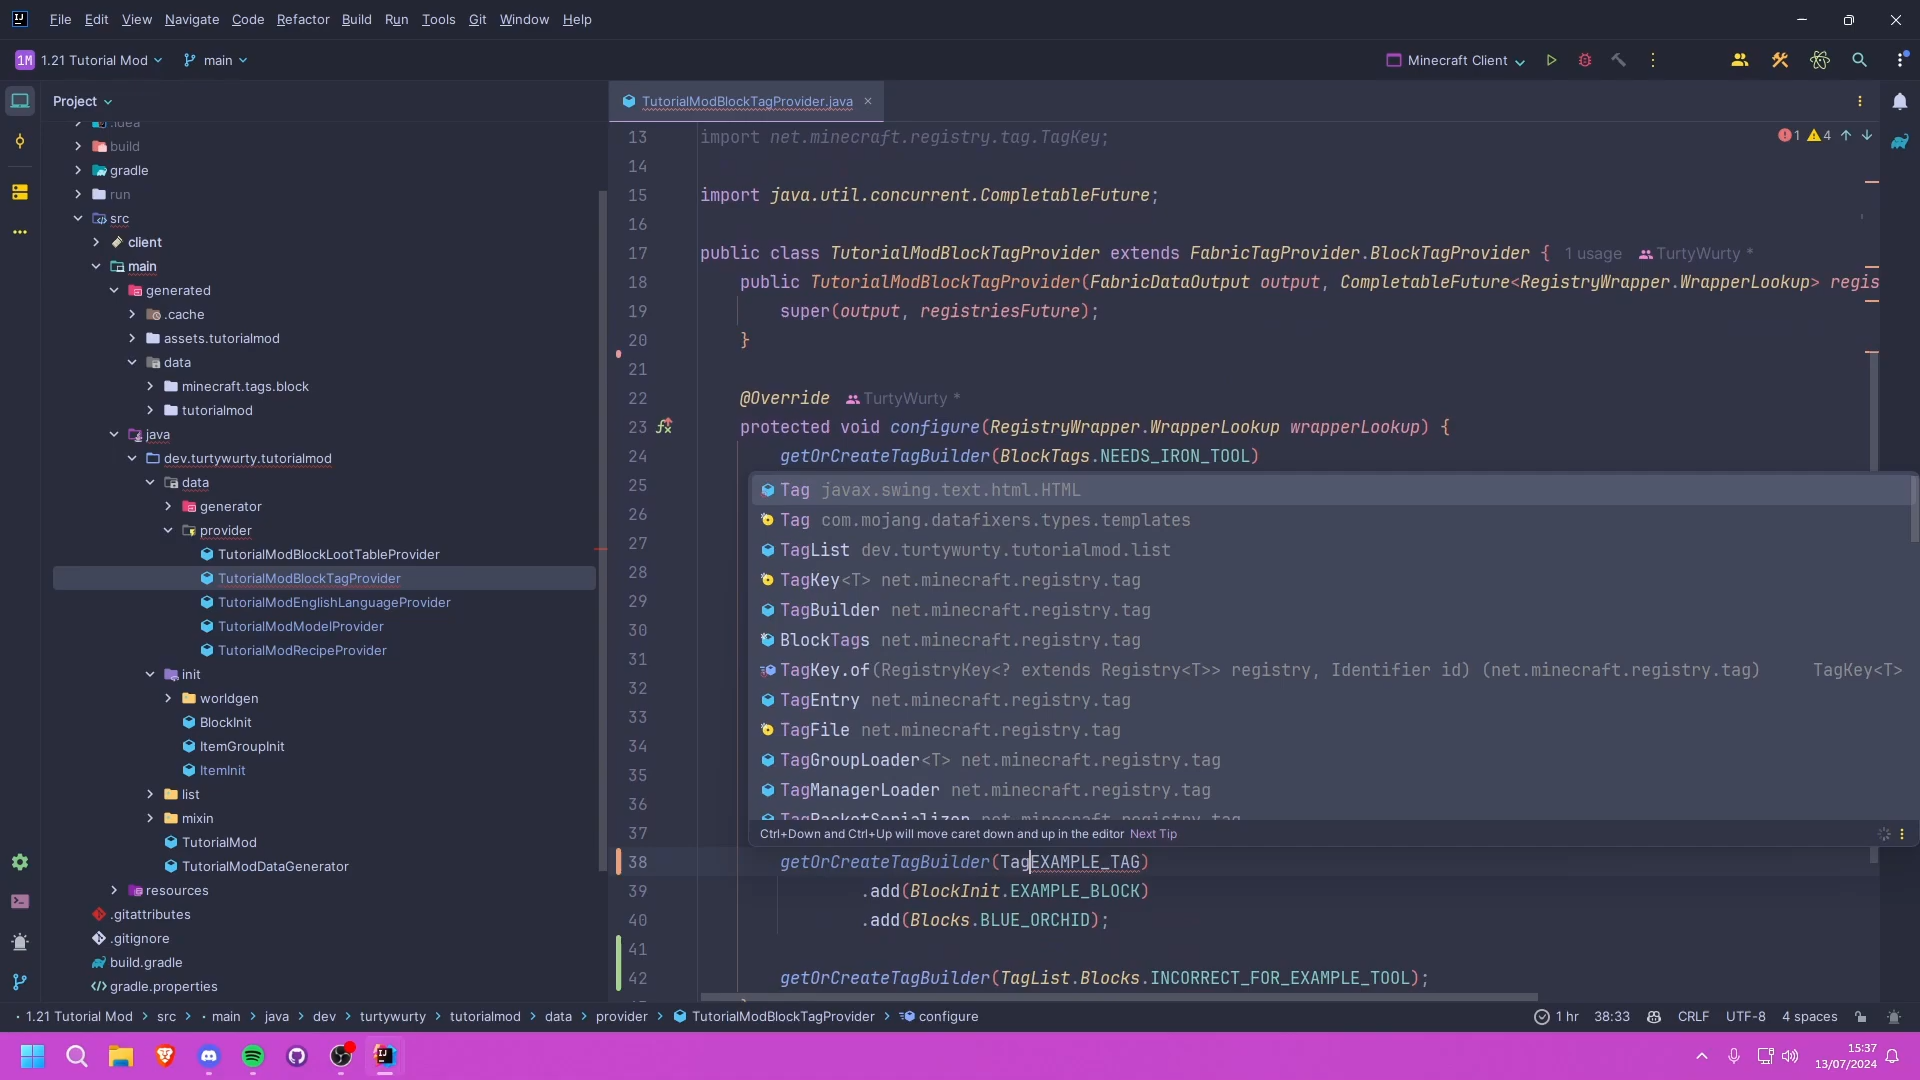 File Edit View Navigate Code Refactor Build Run Tools Git Window Help
1M 1.21 Tutorial Mod main Minecraft Client
Project
.idea
build
gradle
run
src
client
main
generated
.cache
assets.tutorialmod
data
minecraft.tags.block
tutorialmod
java
dev.turtywurty.tutorialmod
data
generator
provider
TutorialModBlockLootTableProvider
TutorialModBlockTagProvider
TutorialModEnglishLanguageProvider
TutorialModModelProvider
TutorialModRecipeProvider
init
worldgen
BlockInit
ItemGroupInit
ItemInit
list
mixin
TutorialMod
TutorialModDataGenerator
resources
.gitattributes
.gitignore
build.gradle
gradle.properties
TutorialModBlockTagProvider.java
1 4
13 import net.minecraft.registry.tag.TagKey;
14
15 import java.util.concurrent.CompletableFuture;
16
17 public class TutorialModBlockTagProvider extends FabricTagProvider.BlockTagProvider { 1 usage TurtyWurty *
18 public TutorialModBlockTagProvider(FabricDataOutput output, CompletableFuture<RegistryWrapper.WrapperLookup> regis
19 super(output, registriesFuture);
20 }
21
22 @Override TurtyWurty *
23 protected void configure(RegistryWrapper.WrapperLookup wrapperLookup) {
24 getOrCreateTagBuilder(BlockTags.NEEDS_IRON_TOOL)
25
26
27
28
29
30
31
32
33
34
35
36
37
Tag javax.swing.text.html.HTML
Tag com.mojang.datafixers.types.templates
TagList dev.turtywurty.tutorialmod.list
TagKey<T> net.minecraft.registry.tag
TagBuilder net.minecraft.registry.tag
BlockTags net.minecraft.registry.tag
TagKey.of(RegistryKey<? extends Registry<T>> registry, Identifier id) (net.minecraft.registry.tag) TagKey<T>
TagEntry net.minecraft.registry.tag
TagFile net.minecraft.registry.tag
TagGroupLoader<T> net.minecraft.registry.tag
TagManagerLoader net.minecraft.registry.tag
TagPacketSerializer net.minecraft.registry.tag
Ctrl+Down and Ctrl+Up will move caret down and up in the editor Next Tip
38 getOrCreateTagBuilder(TagEXAMPLE_TAG)
39 .add(BlockInit.EXAMPLE_BLOCK)
40 .add(Blocks.BLUE_ORCHID);
41
42 getOrCreateTagBuilder(TagList.Blocks.INCORRECT_FOR_EXAMPLE_TOOL);
1.21 Tutorial Mod > src > main > java > dev > turtywurty > tutorialmod > data > provider > TutorialModBlockTagProvider > configure 1 hr 38:33 CRLF UTF-8 4 spaces
15:37
13/07/2024